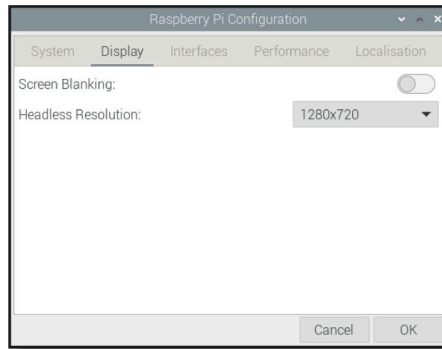 Raspberry Pi Configuration
System Display Interfaces Performance Localisation
Screen Blanking:
Headless Resolution: 1280x720
Cancel OK